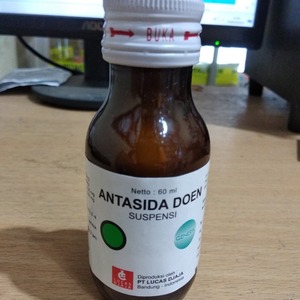 BUKA
Netto : 60 ml
ANTASIDA DOEN
SUSPENSI
Diproduksi oleh
PT LUCAS DJAJA
Bandung - Indonesia